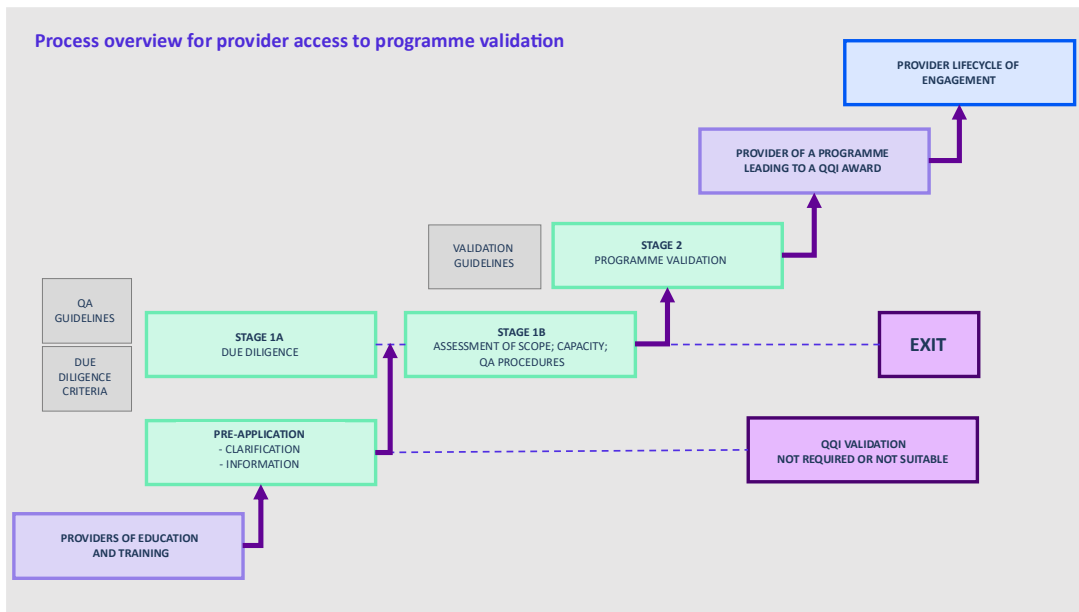 Process overview for provider access to programme validation
PROVIDER LIFECYCLE OF
ENGAGEMENT
PROVIDER OF A PROGRAMME
LEADING TO A QQI AWARD
VALIDATION
GUIDELINES
STAGE 2
PROGRAMME VALIDATION
QA
GUIDELINES
DUE
DILIGENCE
CRITERIA
STAGE 1A
DUE DILIGENCE
STAGE 1B
ASSESSMENT OF SCOPE; CAPACITY;
QA PROCEDURES
EXIT
PRE-APPLICATION
- CLARIFICATION
- INFORMATION
QQI VALIDATION
NOT REQUIRED OR NOT SUITABLE
PROVIDERS OF EDUCATION
AND TRAINING